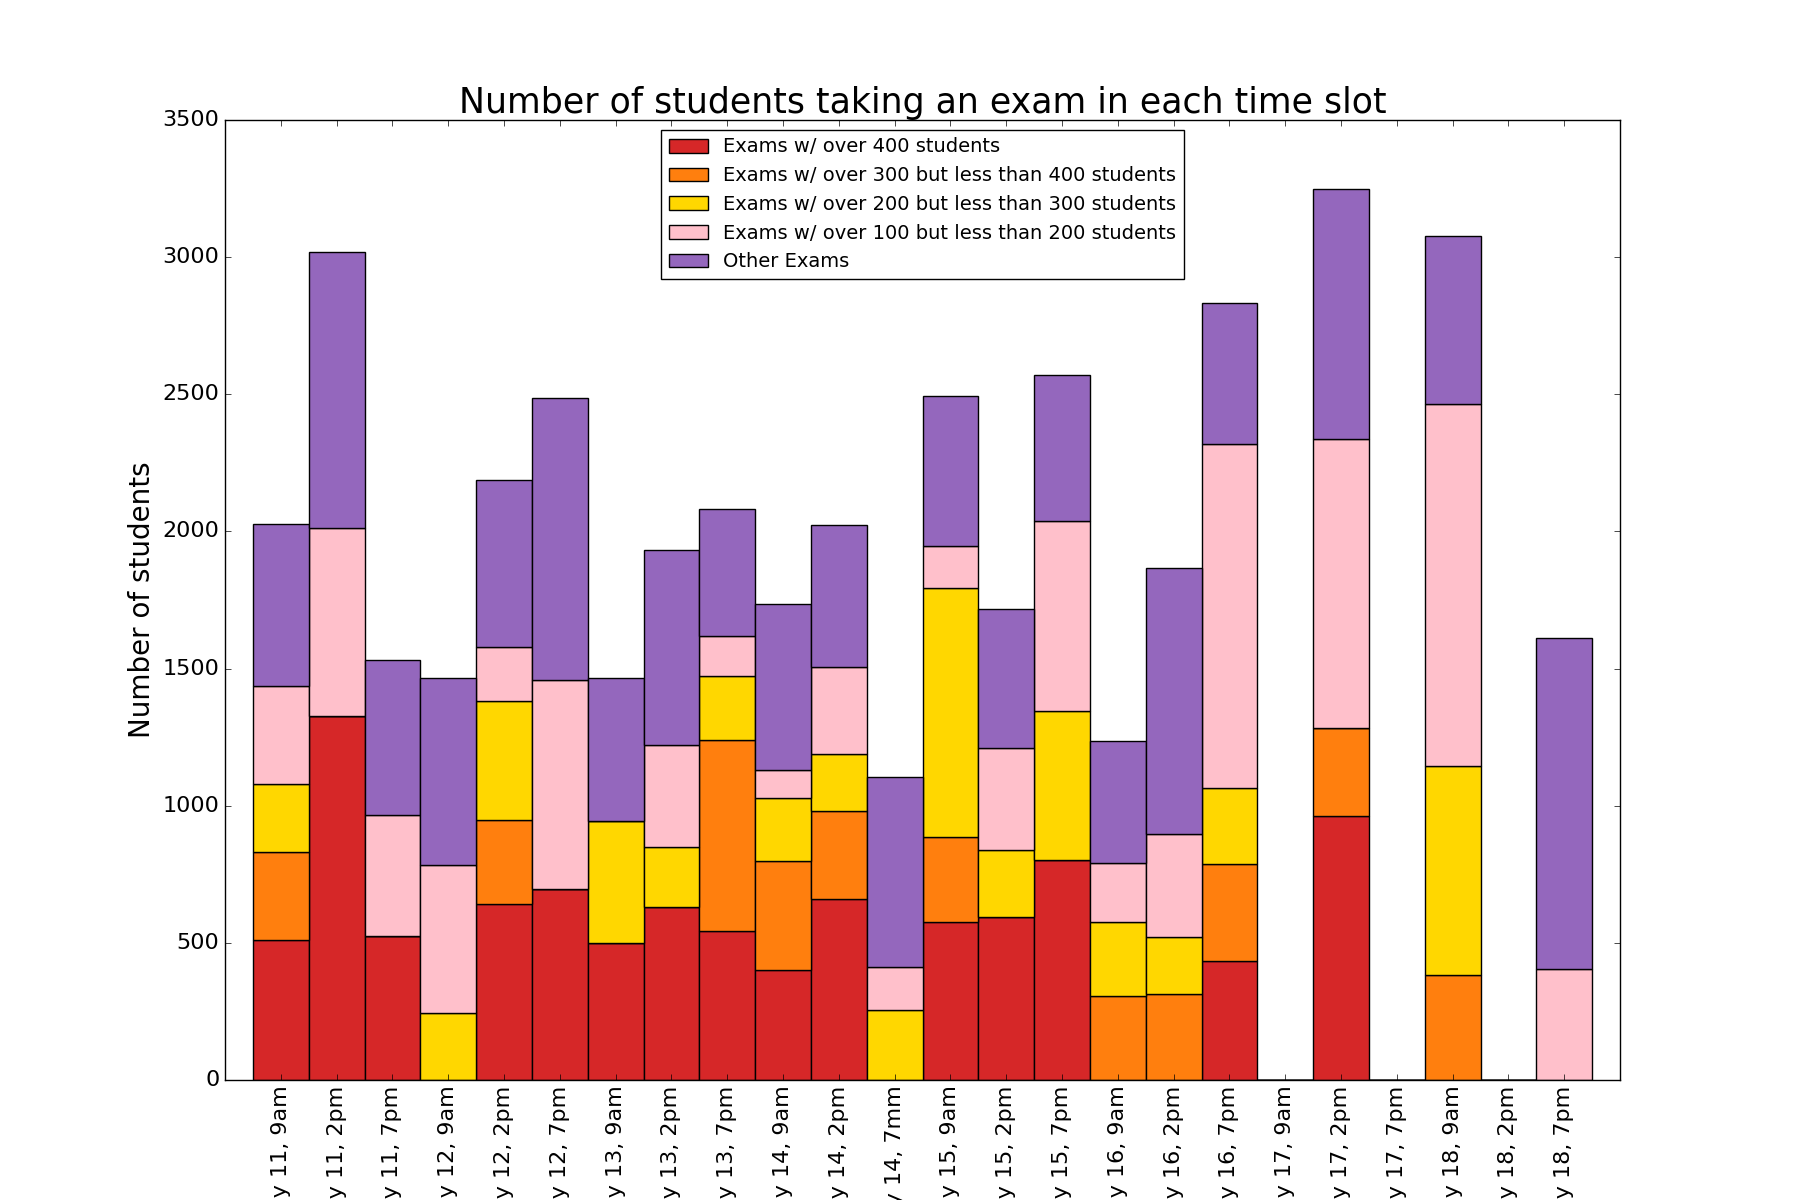 Number of students taking an exam in each time slot
Exams w/ over 400 students
Exams w/ over 300 but less than 400 students
Exams w/ over 200 but less than 300 students
Exams w/ over 100 but less than 200 students
Other Exams
Number of students
3500
3000
2500
2000
1500
1000
500
0
y 11, 9am
y 11, 2pm
y 11, 7pm
y 12, 9am
y 12, 2pm
y 12, 7pm
y 13, 9am
y 13, 2pm
y 13, 7pm
y 14, 9am
y 14, 2pm
y 14, 7mm
y 15, 9am
y 15, 2pm
y 15, 7pm
y 16, 9am
y 16, 2pm
y 16, 7pm
y 17, 9am
y 17, 2pm
y 17, 7pm
y 18, 9am
y 18, 2pm
y 18, 7pm